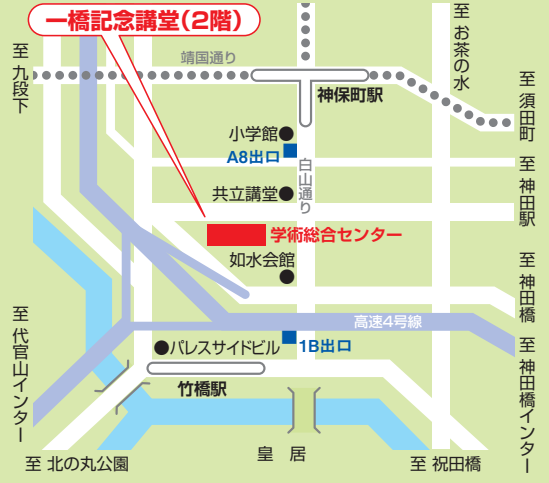 一橋記念講堂(2階)
至 お茶の水
至 九段下
靖国通り
神保町駅
至 須田町
小学館
A8出口
白山通り
至 神田駅
共立講堂
学術総合センター
如水会館
至 神田橋
高速4号線
至 代官山インター
パレスサイドビル
1B出口
至 神田橋インター
竹橋駅
皇 居
至 北の丸公園
至 祝田橋